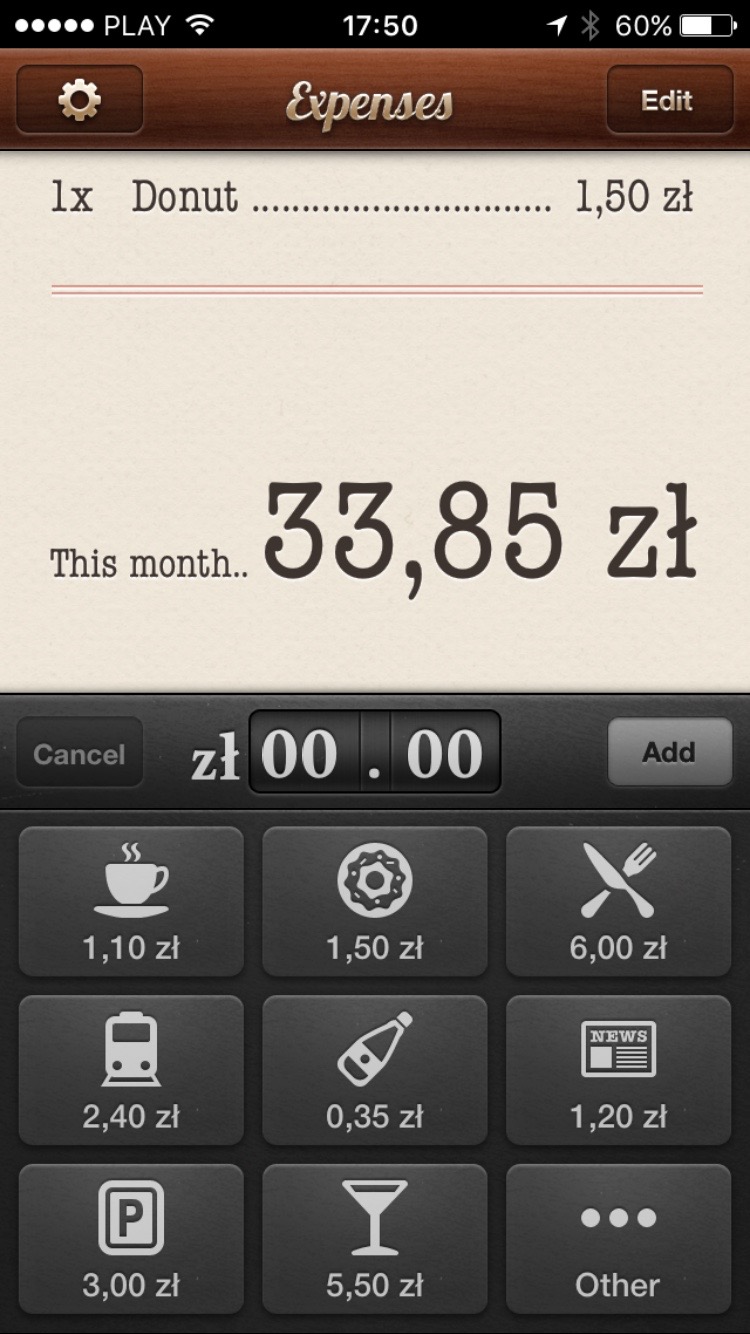 ●●●●● PLAY 17:50 60%
Expenses Edit
1x Donut .............................. 1,50 zł
This month.. 33,85 zł
Cancel zł 00 . 00 Add
1,10 zł 1,50 zł 6,00 zł
NEWS
2,40 zł 0,35 zł 1,20 zł
P
3,00 zł 5,50 zł Other